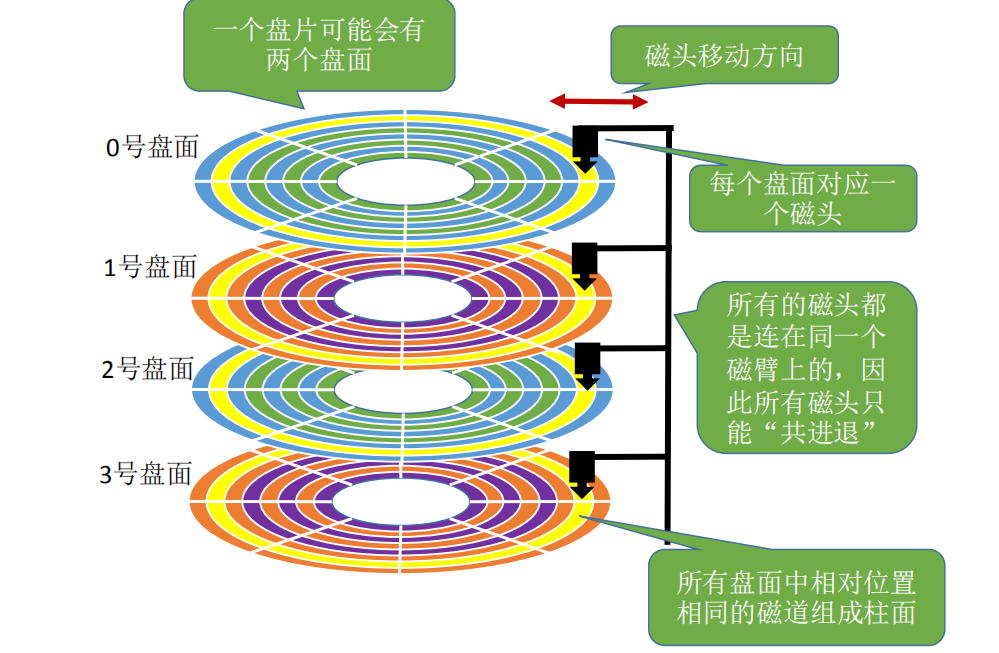 一个盘片可能会有
两个盘面
磁头移动方向
0号盘面
每个盘面对应一
个磁头
1号盘面
所有的磁头都
是连在同一个
磁臂上的，因
此所有磁头只
能“共进退”
2号盘面
3号盘面
所有盘面中相对位置
相同的磁道组成柱面